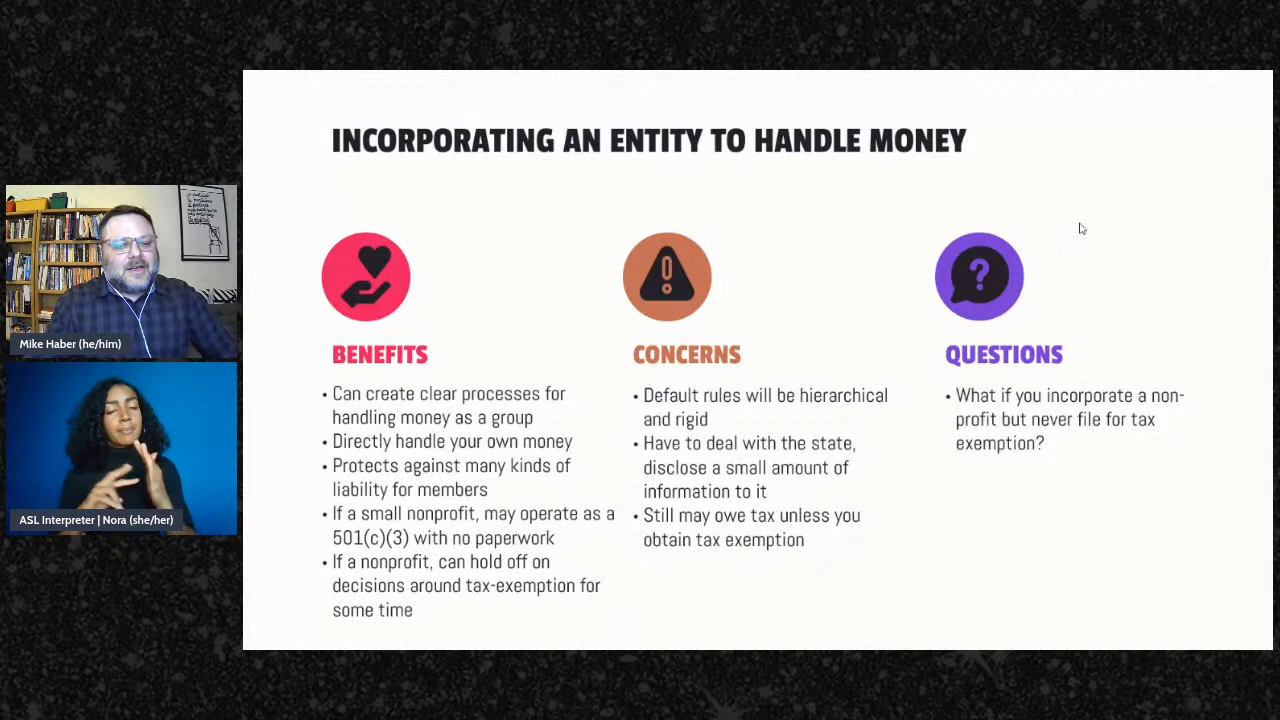 INCORPORATING AN ENTITY TO HANDLE MONEY
Mike Haber (he/him)
ASL Interpreter | Nora (she/her)
BENEFITS
• Can create clear processes for
handling money as a group
• Directly handle your own money
• Protects against many kinds of
liability for members
• If a small nonprofit, may operate as a
501(c)(3) with no paperwork
• If a nonprofit, can hold off on
decisions around tax-exemption for
some time
CONCERNS
• Default rules will be hierarchical
and rigid
• Have to deal with the state,
disclose a small amount of
information to it
• Still may owe tax unless you
obtain tax exemption
QUESTIONS
• What if you incorporate a non-
profit but never file for tax
exemption?